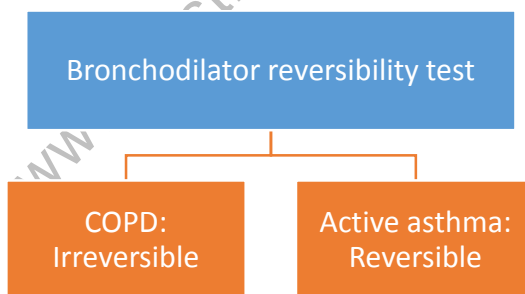 Bronchodilator reversibility test
COPD:
Irreversible
Active asthma:
Reversible